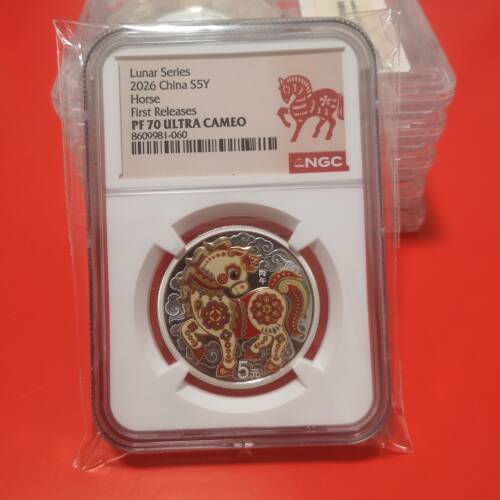 Lunar Series
2026 China S5Y
Horse
First Releases
PF 70 ULTRA CAMEO
8609981-060
NGC
丙午
5元